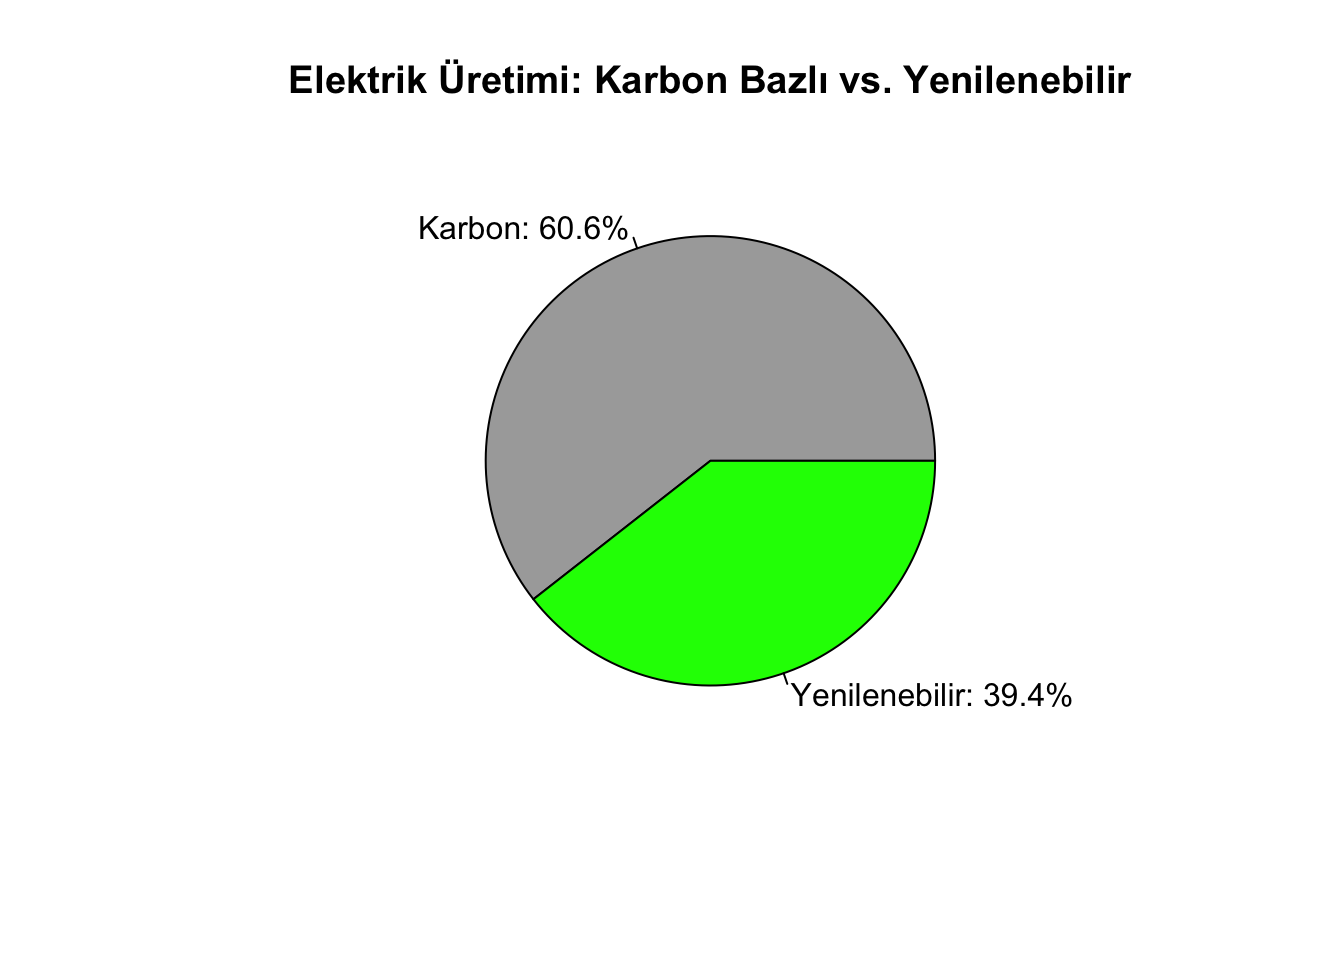 Elektrik Üretimi: Karbon Bazlı vs. Yenilenebilir
Karbon: 60.6%
Yenilenebilir: 39.4%